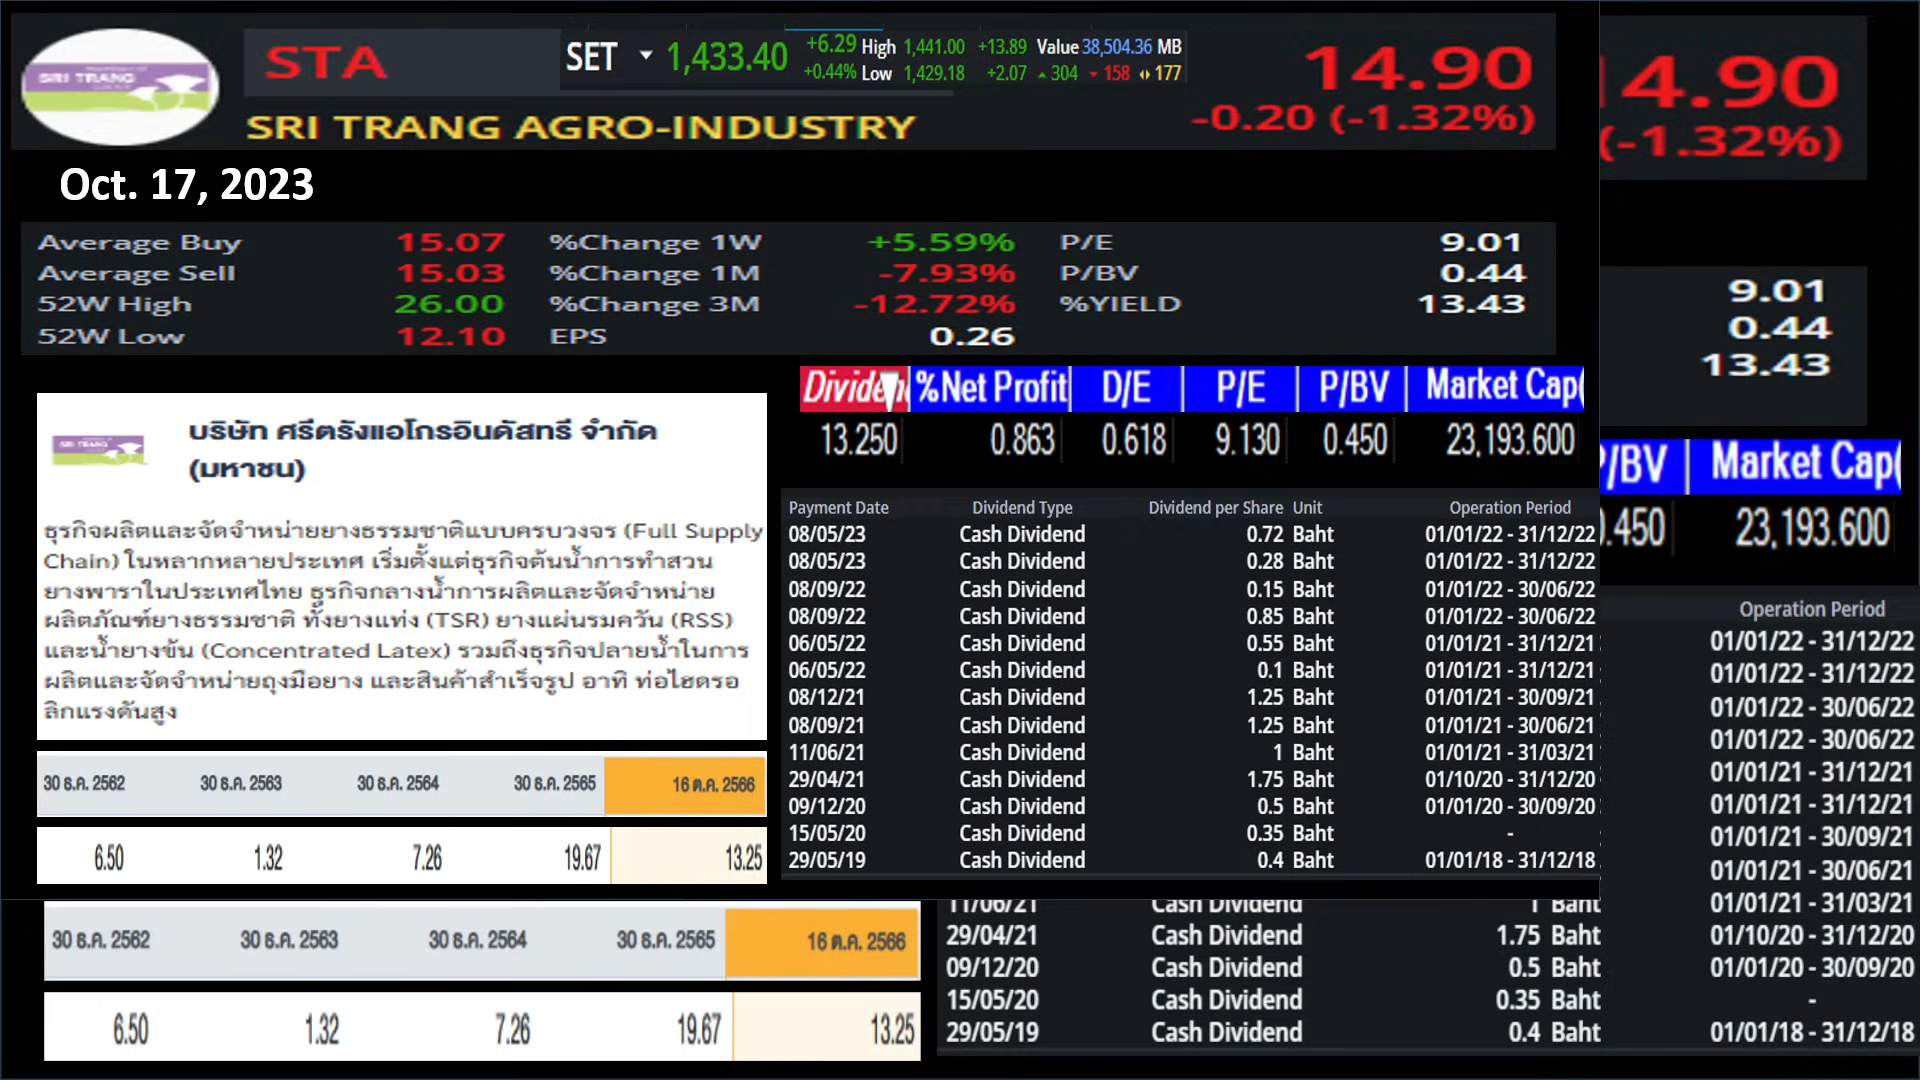 SRI TRANG
STA
SET 1,433.40 +6.29 High 1,441.00 +13.89 Value 38,504.36 MB
+0.44% Low 1,429.18 +2.07 304 158 177
14.90
-0.20 (-1.32%)
SRI TRANG AGRO-INDUSTRY
4.90
(-1.32%)
Oct. 17, 2023
Average Buy 15.07 %Change 1W +5.59% P/E 9.01
Average Sell 15.03 %Change 1M -7.93% P/BV 0.44
52W High 26.00 %Change 3M -12.72% %YIELD 13.43
52W Low 12.10 EPS 0.26
9.01
0.44
13.43
Dividen %Net Profit D/E P/E P/BV Market Cap(
13.250 0.863 0.618 9.130 0.450 23,193.600
/BV Market Cap(
.450 23,193.600
SRI TRANG
บริษัท ศรีตรังแอโกรอินดัสทรี จำกัด
(มหาชน)
ธุรกิจผลิตและจัดจำหน่ายยางธรรมชาติแบบครบวงจร (Full Supply
Chain) ในหลากหลายประเทศ เริ่มตั้งแต่ธุรกิจต้นน้ำการทำสวน
ยางพาราในประเทศไทย ธุรกิจกลางน้ำการผลิตและจัดจำหน่าย
ผลิตภัณฑ์ยางธรรมชาติ ทั้งยางแท่ง (TSR) ยางแผ่นรมควัน (RSS)
และน้ำยางข้น (Concentrated Latex) รวมถึงธุรกิจปลายน้ำในการ
ผลิตและจัดจำหน่ายถุงมือยาง และสินค้าสำเร็จรูป อาทิ ท่อไฮดรอ
ลิกแรงดันสูง
30 ธ.ค. 2562 30 ธ.ค. 2563 30 ธ.ค. 2564 30 ธ.ค. 2565 16 ต.ค. 2566
6.50 1.32 7.26 19.67 13.25
Payment Date Dividend Type Dividend per Share Unit Operation Period
08/05/23 Cash Dividend 0.72 Baht 01/01/22 - 31/12/22
08/05/23 Cash Dividend 0.28 Baht 01/01/22 - 31/12/22
08/09/22 Cash Dividend 0.15 Baht 01/01/22 - 30/06/22
08/09/22 Cash Dividend 0.85 Baht 01/01/22 - 30/06/22
06/05/22 Cash Dividend 0.55 Baht 01/01/21 - 31/12/21
06/05/22 Cash Dividend 0.1 Baht 01/01/21 - 31/12/21
08/12/21 Cash Dividend 1.25 Baht 01/01/21 - 30/09/21
08/09/21 Cash Dividend 1.25 Baht 01/01/21 - 30/06/21
11/06/21 Cash Dividend 1 Baht 01/01/21 - 31/03/21
29/04/21 Cash Dividend 1.75 Baht 01/10/20 - 31/12/20
09/12/20 Cash Dividend 0.5 Baht 01/01/20 - 30/09/20
15/05/20 Cash Dividend 0.35 Baht -
29/05/19 Cash Dividend 0.4 Baht 01/01/18 - 31/12/18
Operation Period
01/01/22 - 31/12/22
01/01/22 - 31/12/22
01/01/22 - 30/06/22
01/01/22 - 30/06/22
01/01/21 - 31/12/21
01/01/21 - 31/12/21
01/01/21 - 30/09/21
01/01/21 - 30/06/21
30 ธ.ค. 2562 30 ธ.ค. 2563 30 ธ.ค. 2564 30 ธ.ค. 2565 16 ต.ค. 2566
6.50 1.32 7.26 19.67 13.25
11/06/21 Cash Dividend 1 Baht 01/01/21 - 31/03/21
29/04/21 Cash Dividend 1.75 Baht 01/10/20 - 31/12/20
09/12/20 Cash Dividend 0.5 Baht 01/01/20 - 30/09/20
15/05/20 Cash Dividend 0.35 Baht -
29/05/19 Cash Dividend 0.4 Baht 01/01/18 - 31/12/18